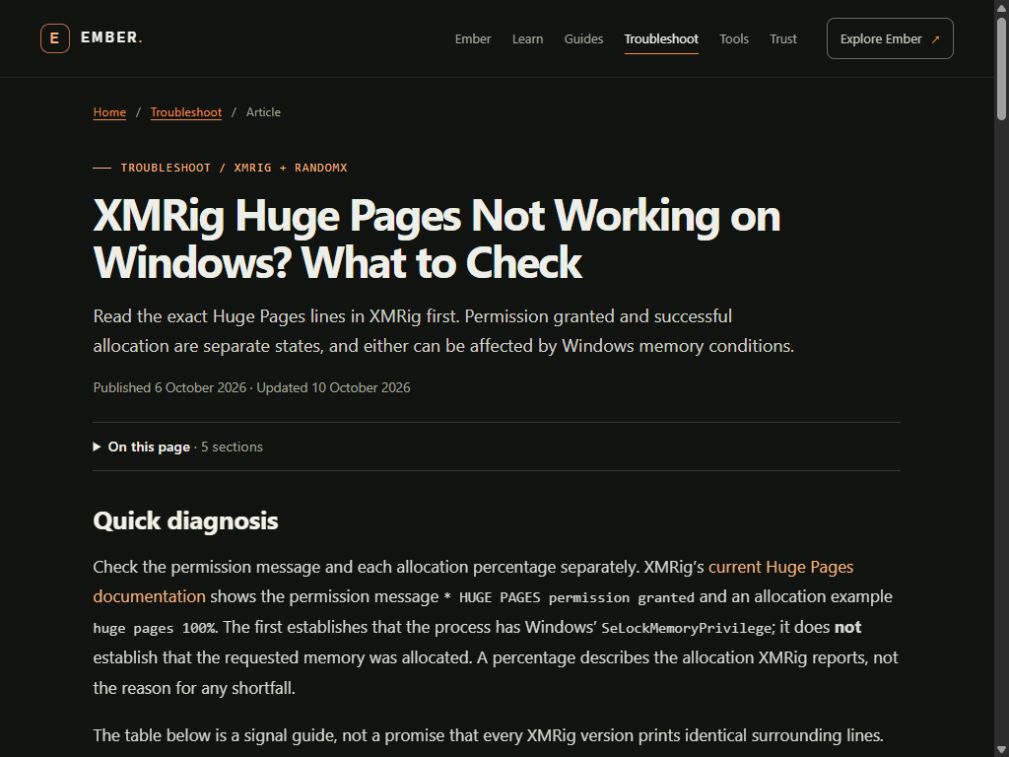 E EMBER.
Ember Learn Guides Troubleshoot Tools Trust Explore Ember ↗
Home / Troubleshoot / Article
TROUBLESHOOT / XMRIG + RANDOMX
XMRig Huge Pages Not Working on
Windows? What to Check
Read the exact Huge Pages lines in XMRig first. Permission granted and successful
allocation are separate states, and either can be affected by Windows memory conditions.
Published 6 October 2026 · Updated 10 October 2026
On this page · 5 sections
Quick diagnosis
Check the permission message and each allocation percentage separately. XMRig’s current Huge Pages
documentation shows the permission message * HUGE PAGES permission granted and an allocation example
huge pages 100%. The first establishes that the process has Windows’ SeLockMemoryPrivilege; it does not
establish that the requested memory was allocated. A percentage describes the allocation XMRig reports, not
the reason for any shortfall.
The table below is a signal guide, not a promise that every XMRig version prints identical surrounding lines.